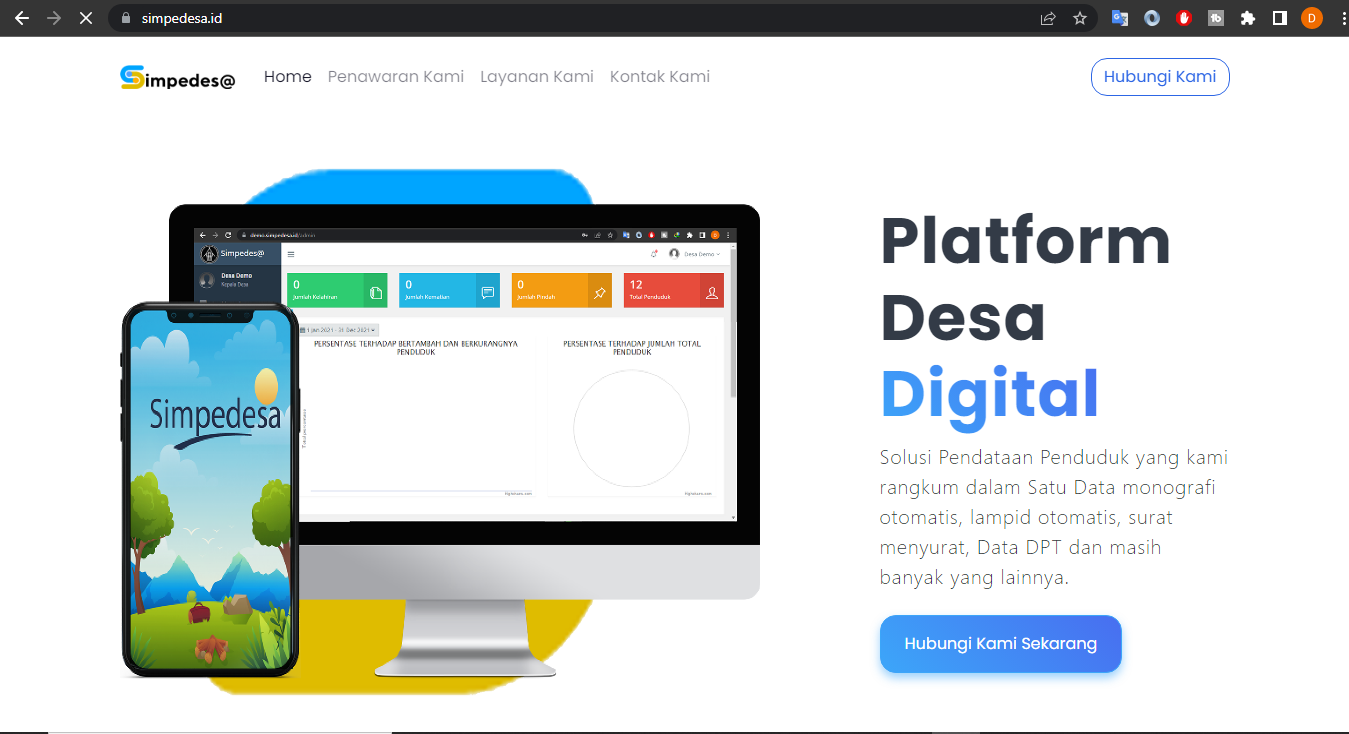 simpedesa.id
D
Simpedes@
Home Penawaran Kami Layanan Kami Kontak Kami
Hubungi Kami
demo.simpedesa.id/admin
Simpedes@
Desa Demo
Desa Demo
Kepala Desa
0
Jumlah Kelahiran
0
Jumlah Kematian
0
Jumlah Pindah
12
Total Penduduk
1 Jan 2021 - 31 Dec 2021
PERSENTASE TERHADAP BERTAMBAH DAN BERKURANGNYA
PENDUDUK
PERSENTASE TERHADAP JUMLAH TOTAL
PENDUDUK
Simpedesa
Platform
Desa
Digital
Solusi Pendataan Penduduk yang kami
rangkum dalam Satu Data monografi
otomatis, lampid otomatis, surat
menyurat, Data DPT dan masih
banyak yang lainnya.
Hubungi Kami Sekarang